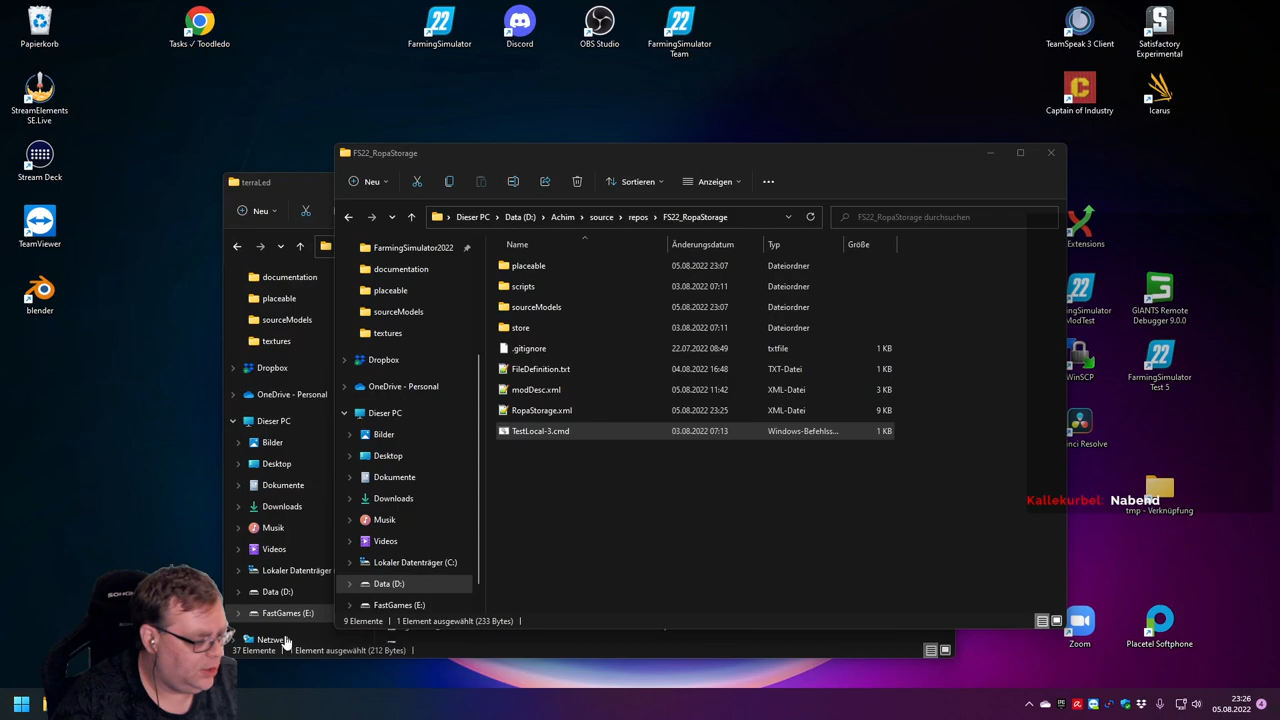 Papierkorb
Tasks ✓ Toodledo
FarmingSimulator
Discord
OBS Studio
FarmingSimulator
Team
TeamSpeak 3 Client
Satisfactory
Experimental
StreamElements
SE.Live
Captain of Industry
Icarus
Stream Deck
TeamViewer
blender
Extensions
FarmingSimulator
ModTest
GIANTS Remote
Debugger 9.0.0
WinSCP
FarmingSimulator
Test 5
tmp - Verknüpfung
Zoom
Placetel Softphone
terraLed
Neu
documentation
placeable
sourceModels
textures
Dropbox
OneDrive - Personal
Dieser PC
Bilder
Desktop
Dokumente
Downloads
Musik
Videos
Lokaler Datenträger
Data (D:)
FastGames (E:)
37 Elemente
1 Element ausgewählt (212 Bytes)
FS22_RopaStorage
Neu
Sortieren
Anzeigen
Dieser PC > Data (D:) > Achim > source > repos > FS22_RopaStorage
FS22_RopaStorage durchsuchen
FarmingSimulator2022
documentation
placeable
sourceModels
textures
Dropbox
OneDrive - Personal
Dieser PC
Bilder
Desktop
Dokumente
Downloads
Musik
Videos
Lokaler Datenträger (C:)
Data (D:)
FastGames (E:)
Name Änderungsdatum Typ Größe
placeable 05.08.2022 23:07 Dateiordner
scripts 03.08.2022 07:11 Dateiordner
sourceModels 05.08.2022 23:07 Dateiordner
store 03.08.2022 07:11 Dateiordner
.gitignore 22.07.2022 08:49 txtfile 1 KB
FileDefinition.txt 04.08.2022 16:48 TXT-Datei 1 KB
modDesc.xml 05.08.2022 11:42 XML-Datei 3 KB
RopaStorage.xml 05.08.2022 23:25 XML-Datei 9 KB
TestLocal-3.cmd 03.08.2022 07:13 Windows-Befehlss... 1 KB
9 Elemente
1 Element ausgewählt (233 Bytes)
Kallekurbel: Nabend
23:26
05.08.2022
4